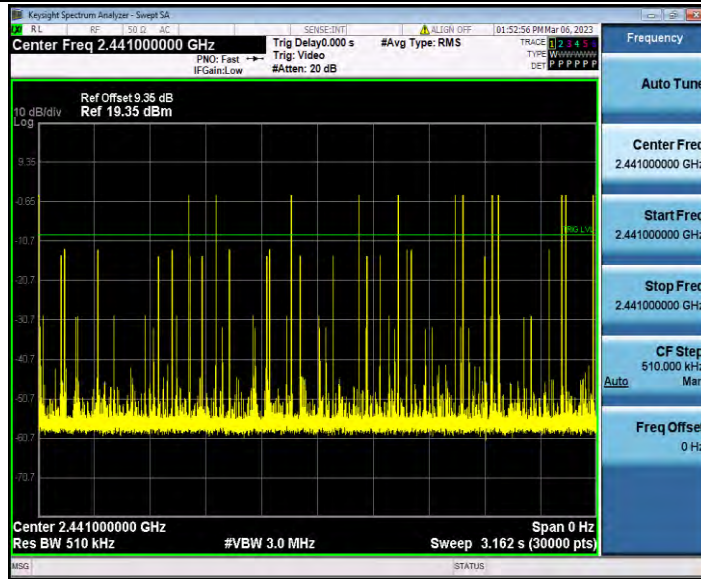 Keysight Spectrum Analyzer - Swept SA
RL RF 50 Ω AC SENSE:INT ALIGN OFF 01:52:56 PM Mar 06, 2023
Center Freq 2.441000000 GHz
PNO: Fast
IFGain:Low
Trig Delay0.000 s
Trig: Video
#Atten: 20 dB
#Avg Type: RMS
TRACE 1 2 3 4 5 6
TYPE WWWWWW
DET P P P P P P
Ref Offset 9.35 dB
10 dB/div Ref 19.35 dBm
Log
9.35
-0.65
TRIG LVL
-10.7
-20.7
-30.7
-40.7
-50.7
-60.7
-70.7
Center 2.441000000 GHz Span 0 Hz
Res BW 510 kHz #VBW 3.0 MHz Sweep 3.162 s (30000 pts)
MSG STATUS
Frequency
Auto Tune
Center Freq
2.441000000 GHz
Start Freq
2.441000000 GHz
Stop Freq
2.441000000 GHz
CF Step
510.000 kHz
Auto Man
Freq Offset
0 Hz